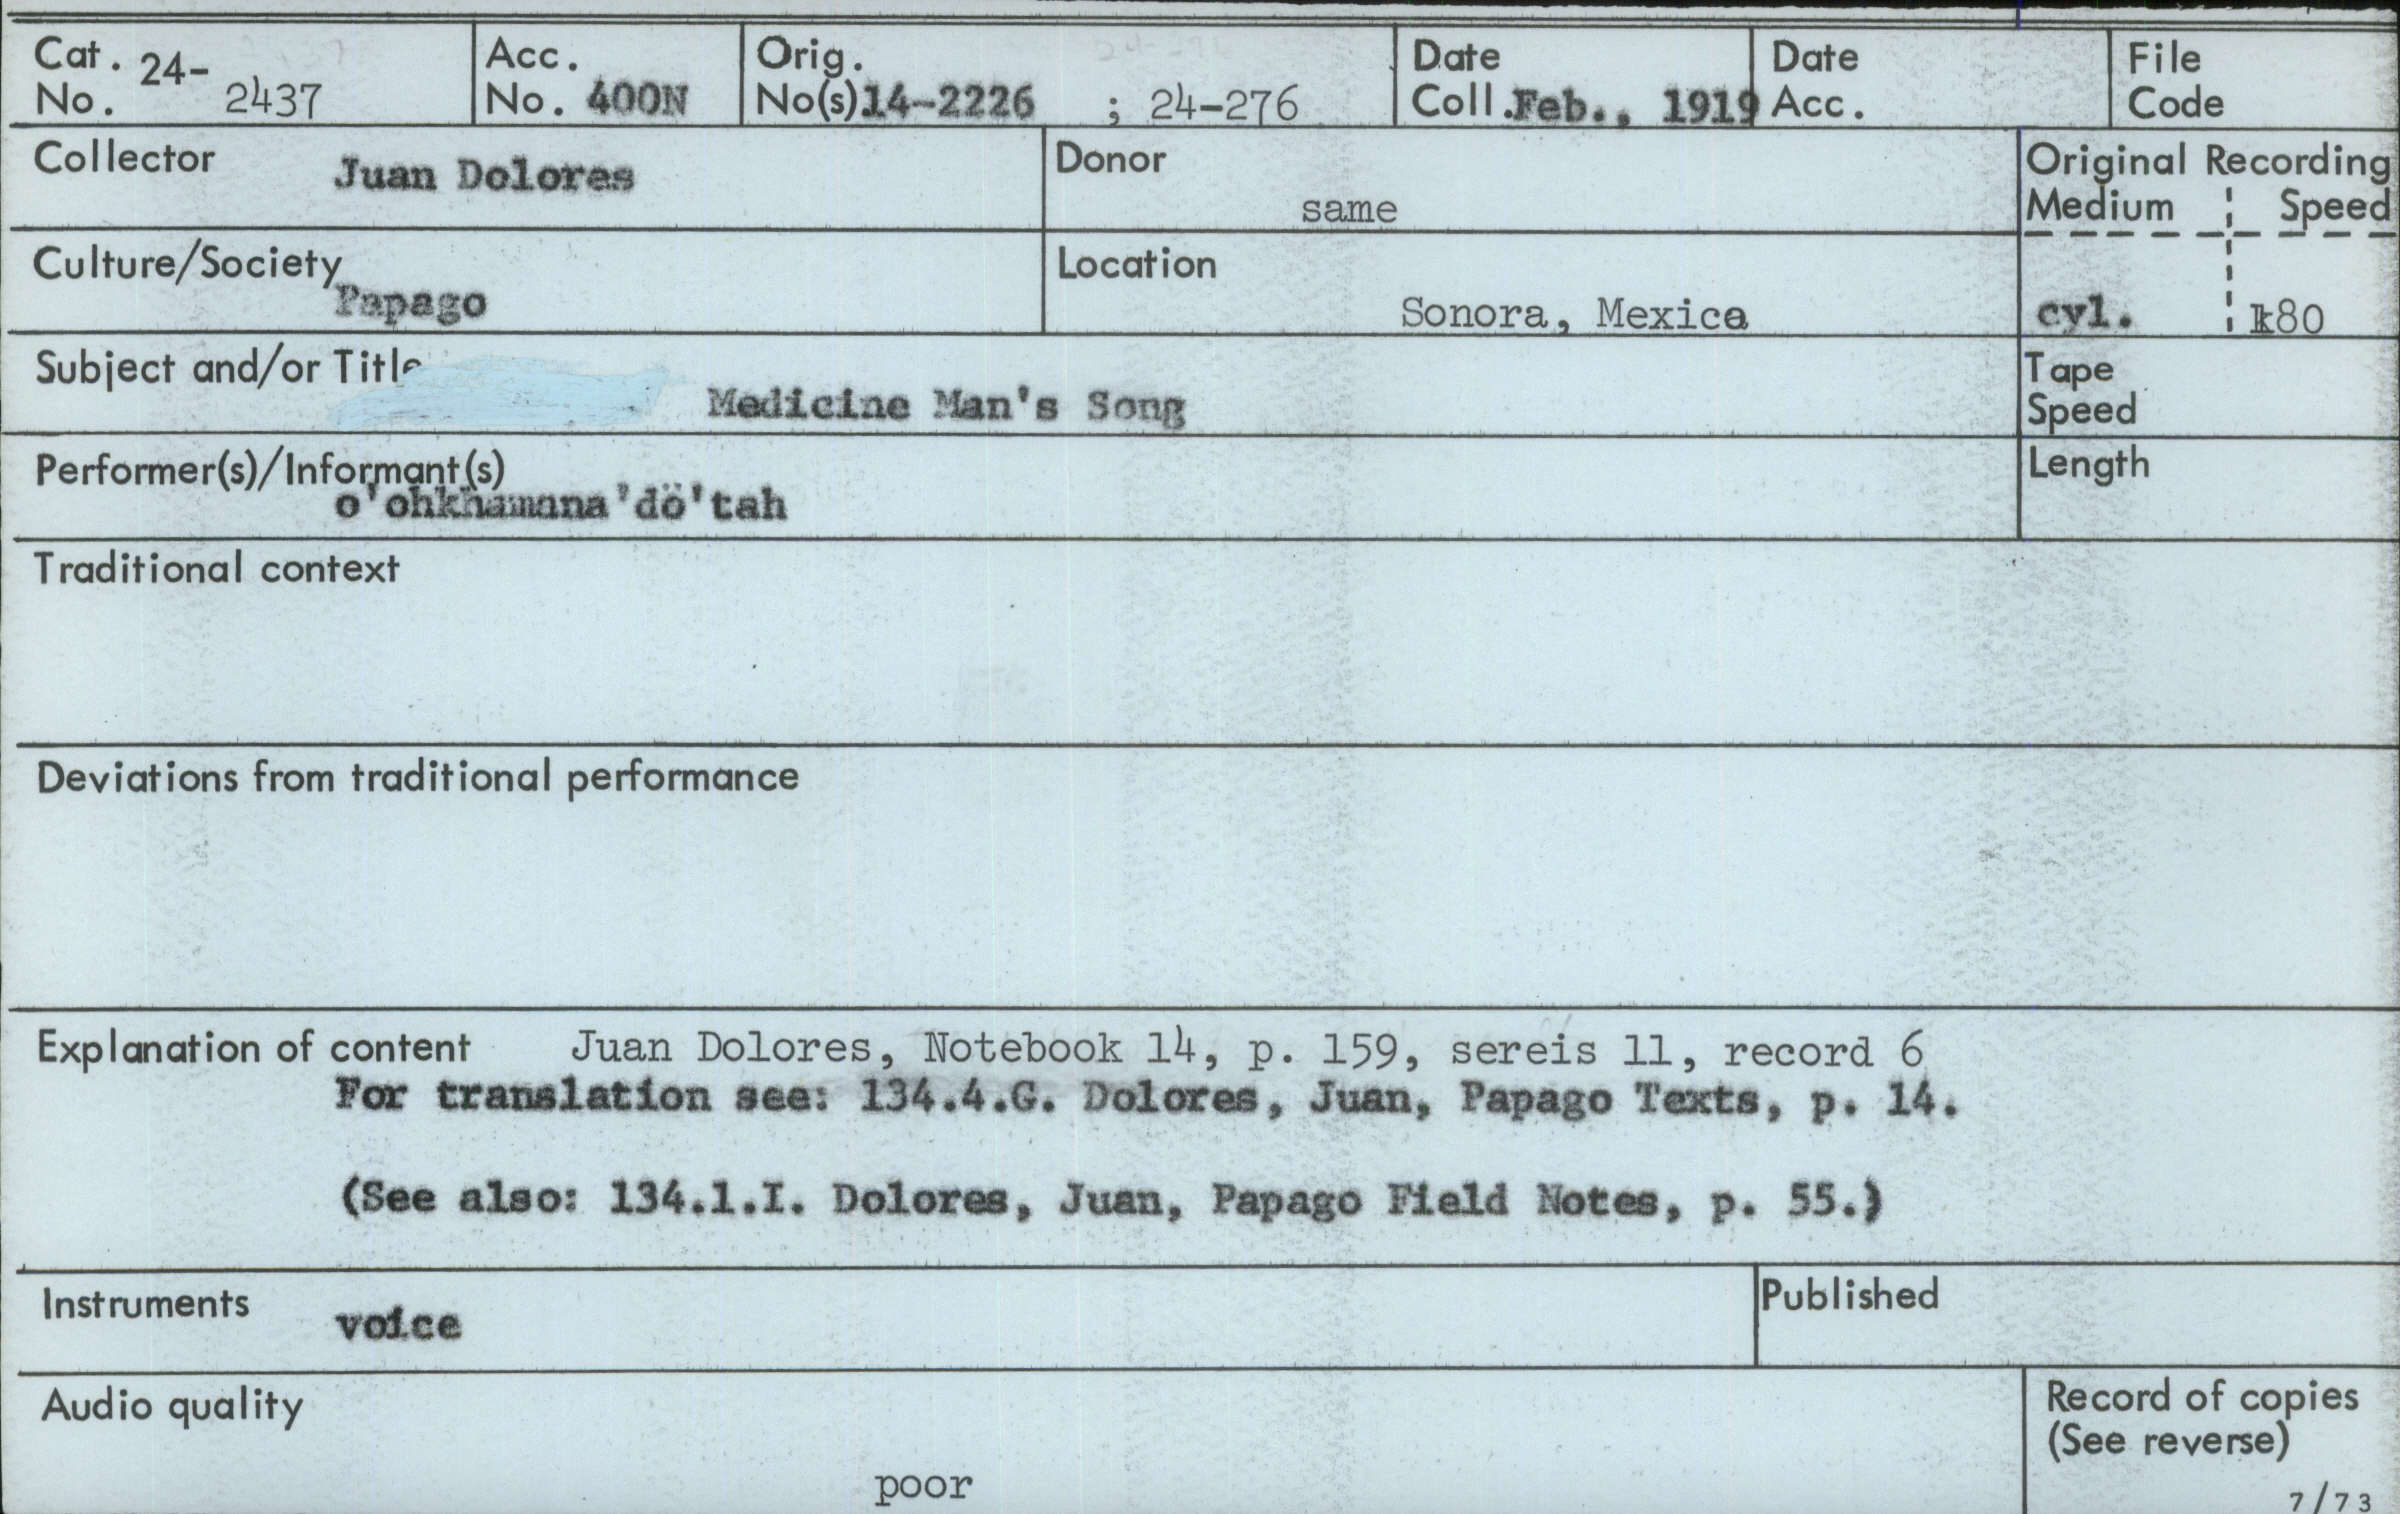 Cat. No. 24-2437
Acc. No. 400N
Orig. No(s) 14-2226 ; 24-276
Date Coll. Feb., 1919
Date Acc.
File Code
Collector Juan Dolores
Donor same
Original Recording
Medium Speed
Culture/Society Papago
Location Sonora, Mexico
cyl. 180
Subject and/or Title Medicine Man's Song
Tape Speed
Performer(s)/Informant(s)
o'ohkhamana'dö'tah
Length
Traditional context
Deviations from traditional performance
Explanation of content Juan Dolores, Notebook 14, p. 159, sereis 11, record 6
For translation see: 134.4.G. Dolores, Juan, Papago Texts, p. 14.
(See also: 134.1.I. Dolores, Juan, Papago Field Notes, p. 55.)
Instruments voice
Published
Audio quality
poor
Record of copies
(See reverse)
7/73